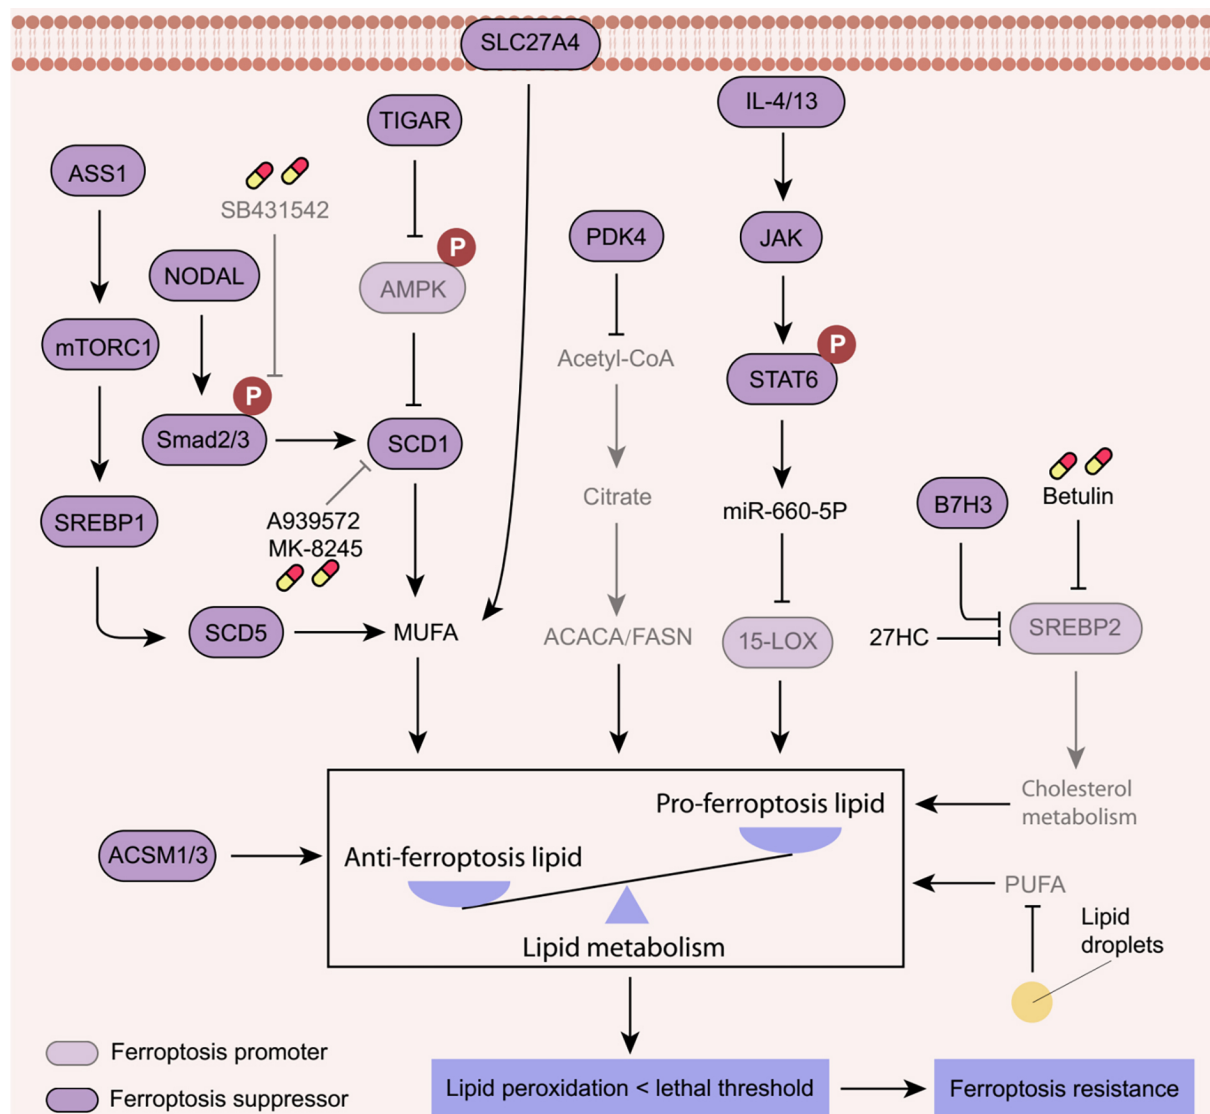 SLC27A4
IL-4/13
TIGAR
ASS1
SB431542
PDK4
JAK
P
NODAL
AMPK
mTORC1
P
Acetyl-CoA
STAT6
P
Smad2/3
SCD1
Citrate
miR-660-5P
B7H3
Betulin
SREBP1
A939572
MK-8245
SCD5
MUFA
ACACA/FASN
15-LOX
27HC
SREBP2
Cholesterol
metabolism
Pro-ferroptosis lipid
ACSM1/3
Anti-ferroptosis lipid
PUFA
Lipid
droplets
Lipid metabolism
Ferroptosis promoter
Ferroptosis suppressor
Lipid peroxidation < lethal threshold
Ferroptosis resistance